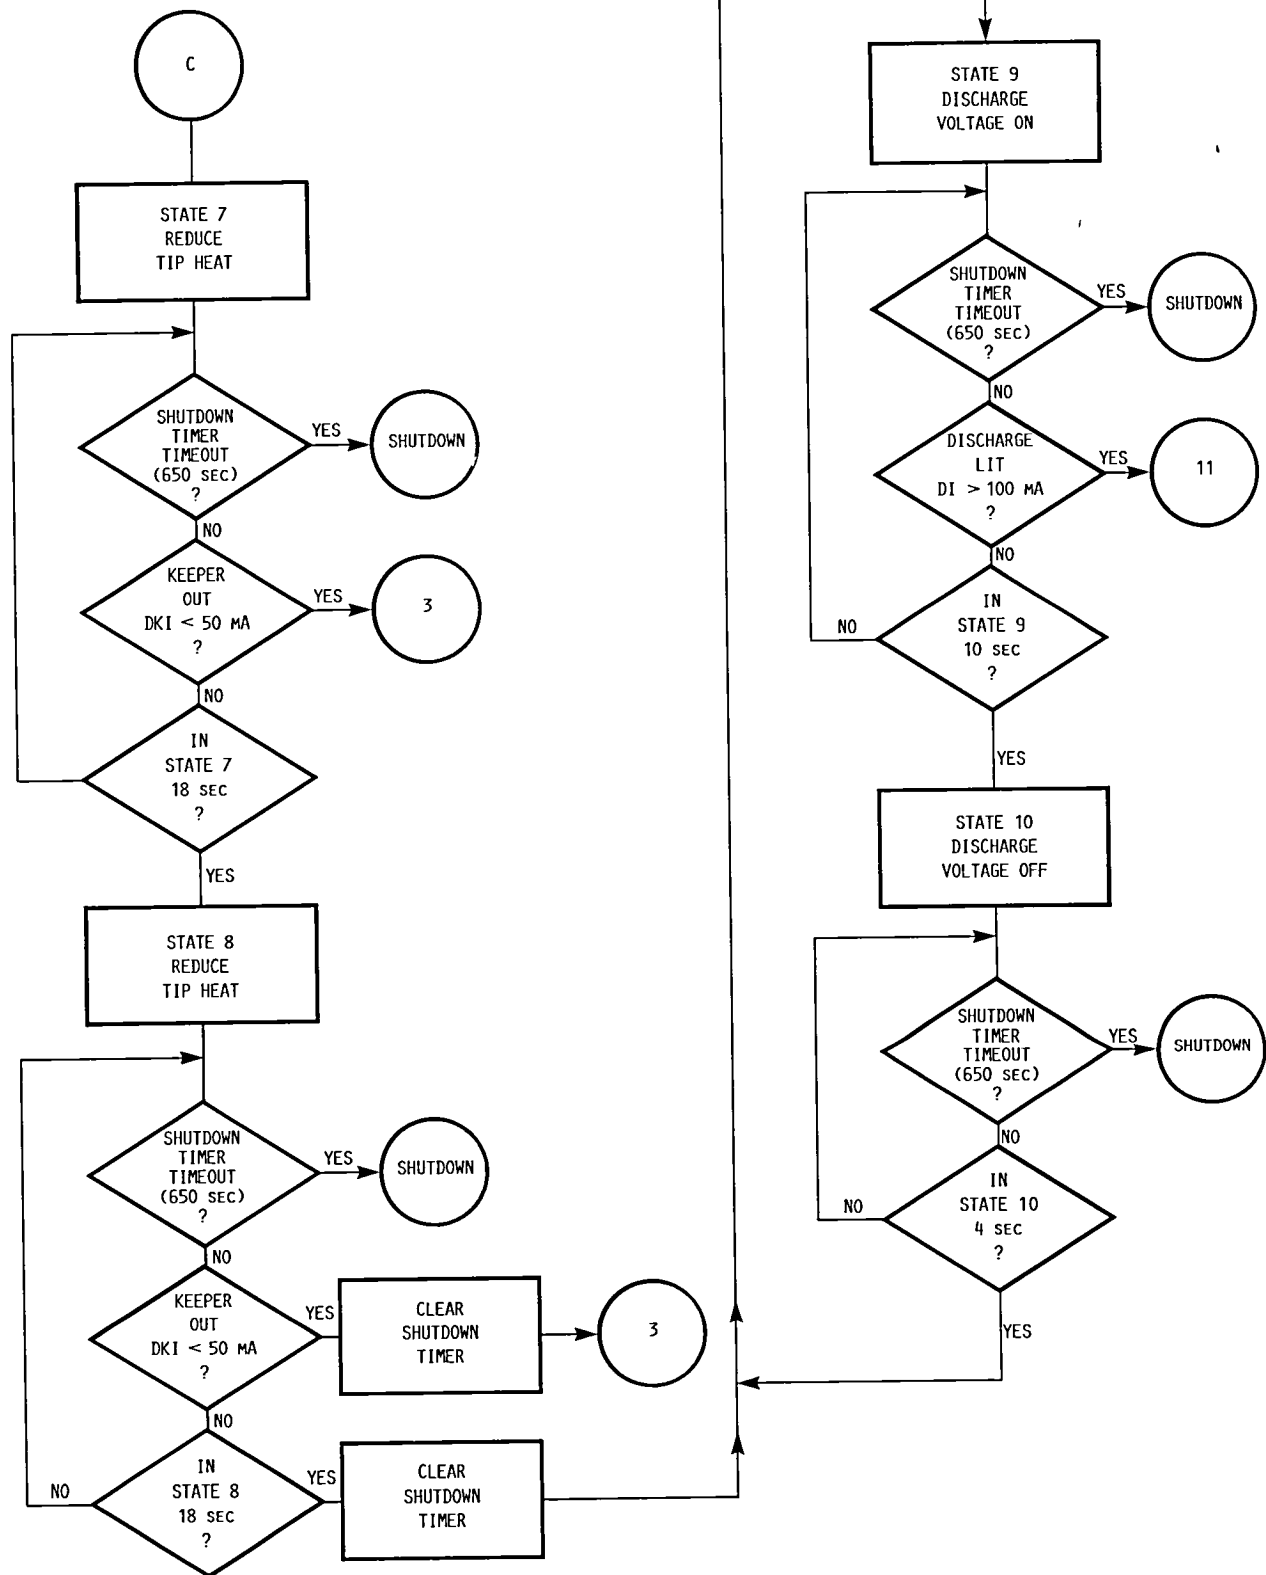 C
STATE 7
REDUCE
TIP HEAT
SHUTDOWN
TIMER
TIMEOUT
(650 SEC)
?
YES
SHUTDOWN
NO
KEEPER
OUT
DKI < 50 MA
?
YES
3
NO
IN
STATE 7
18 SEC
?
YES
STATE 8
REDUCE
TIP HEAT
SHUTDOWN
TIMER
TIMEOUT
(650 SEC)
?
YES
SHUTDOWN
NO
KEEPER
OUT
DKI < 50 MA
?
YES
CLEAR
SHUTDOWN
TIMER
3
NO
IN
STATE 8
18 SEC
?
NO
YES
CLEAR
SHUTDOWN
TIMER
STATE 9
DISCHARGE
VOLTAGE ON
SHUTDOWN
TIMER
TIMEOUT
(650 SEC)
?
YES
SHUTDOWN
NO
DISCHARGE
LIT
DI > 100 MA
?
YES
11
NO
IN
STATE 9
10 SEC
?
NO
YES
STATE 10
DISCHARGE
VOLTAGE OFF
SHUTDOWN
TIMER
TIMEOUT
(650 SEC)
?
YES
SHUTDOWN
NO
IN
STATE 10
4 SEC
?
NO
YES